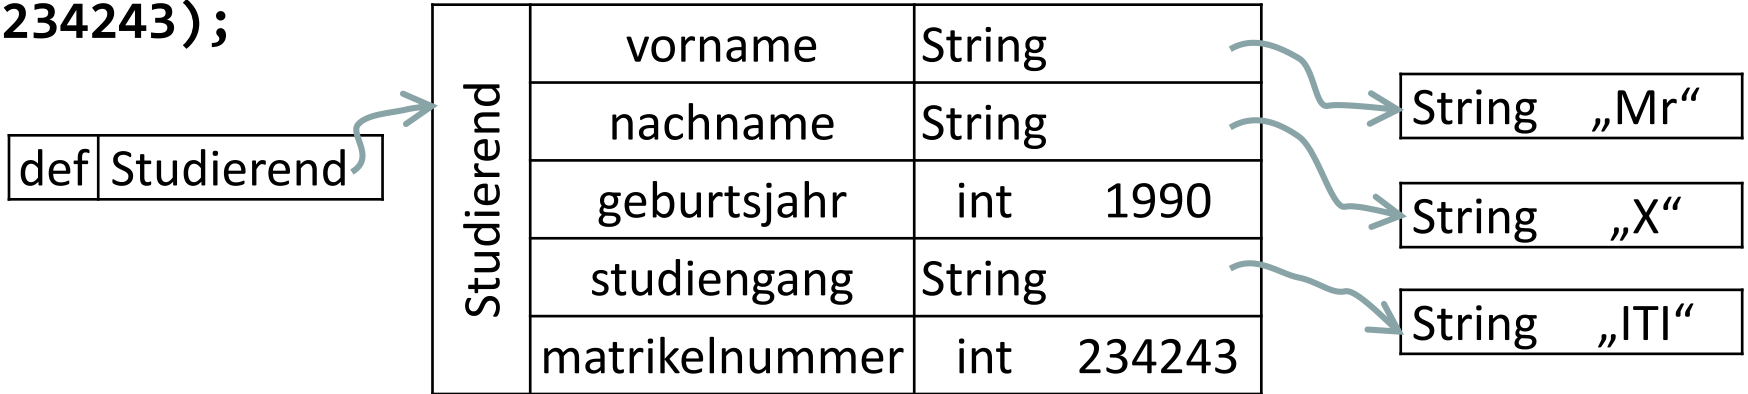 234243);
def Studierend
Studierend
vorname String
nachname String
geburtsjahr int 1990
studiengang String
matrikelnummer int 234243
String „Mr“
String „X“
String „ITI“